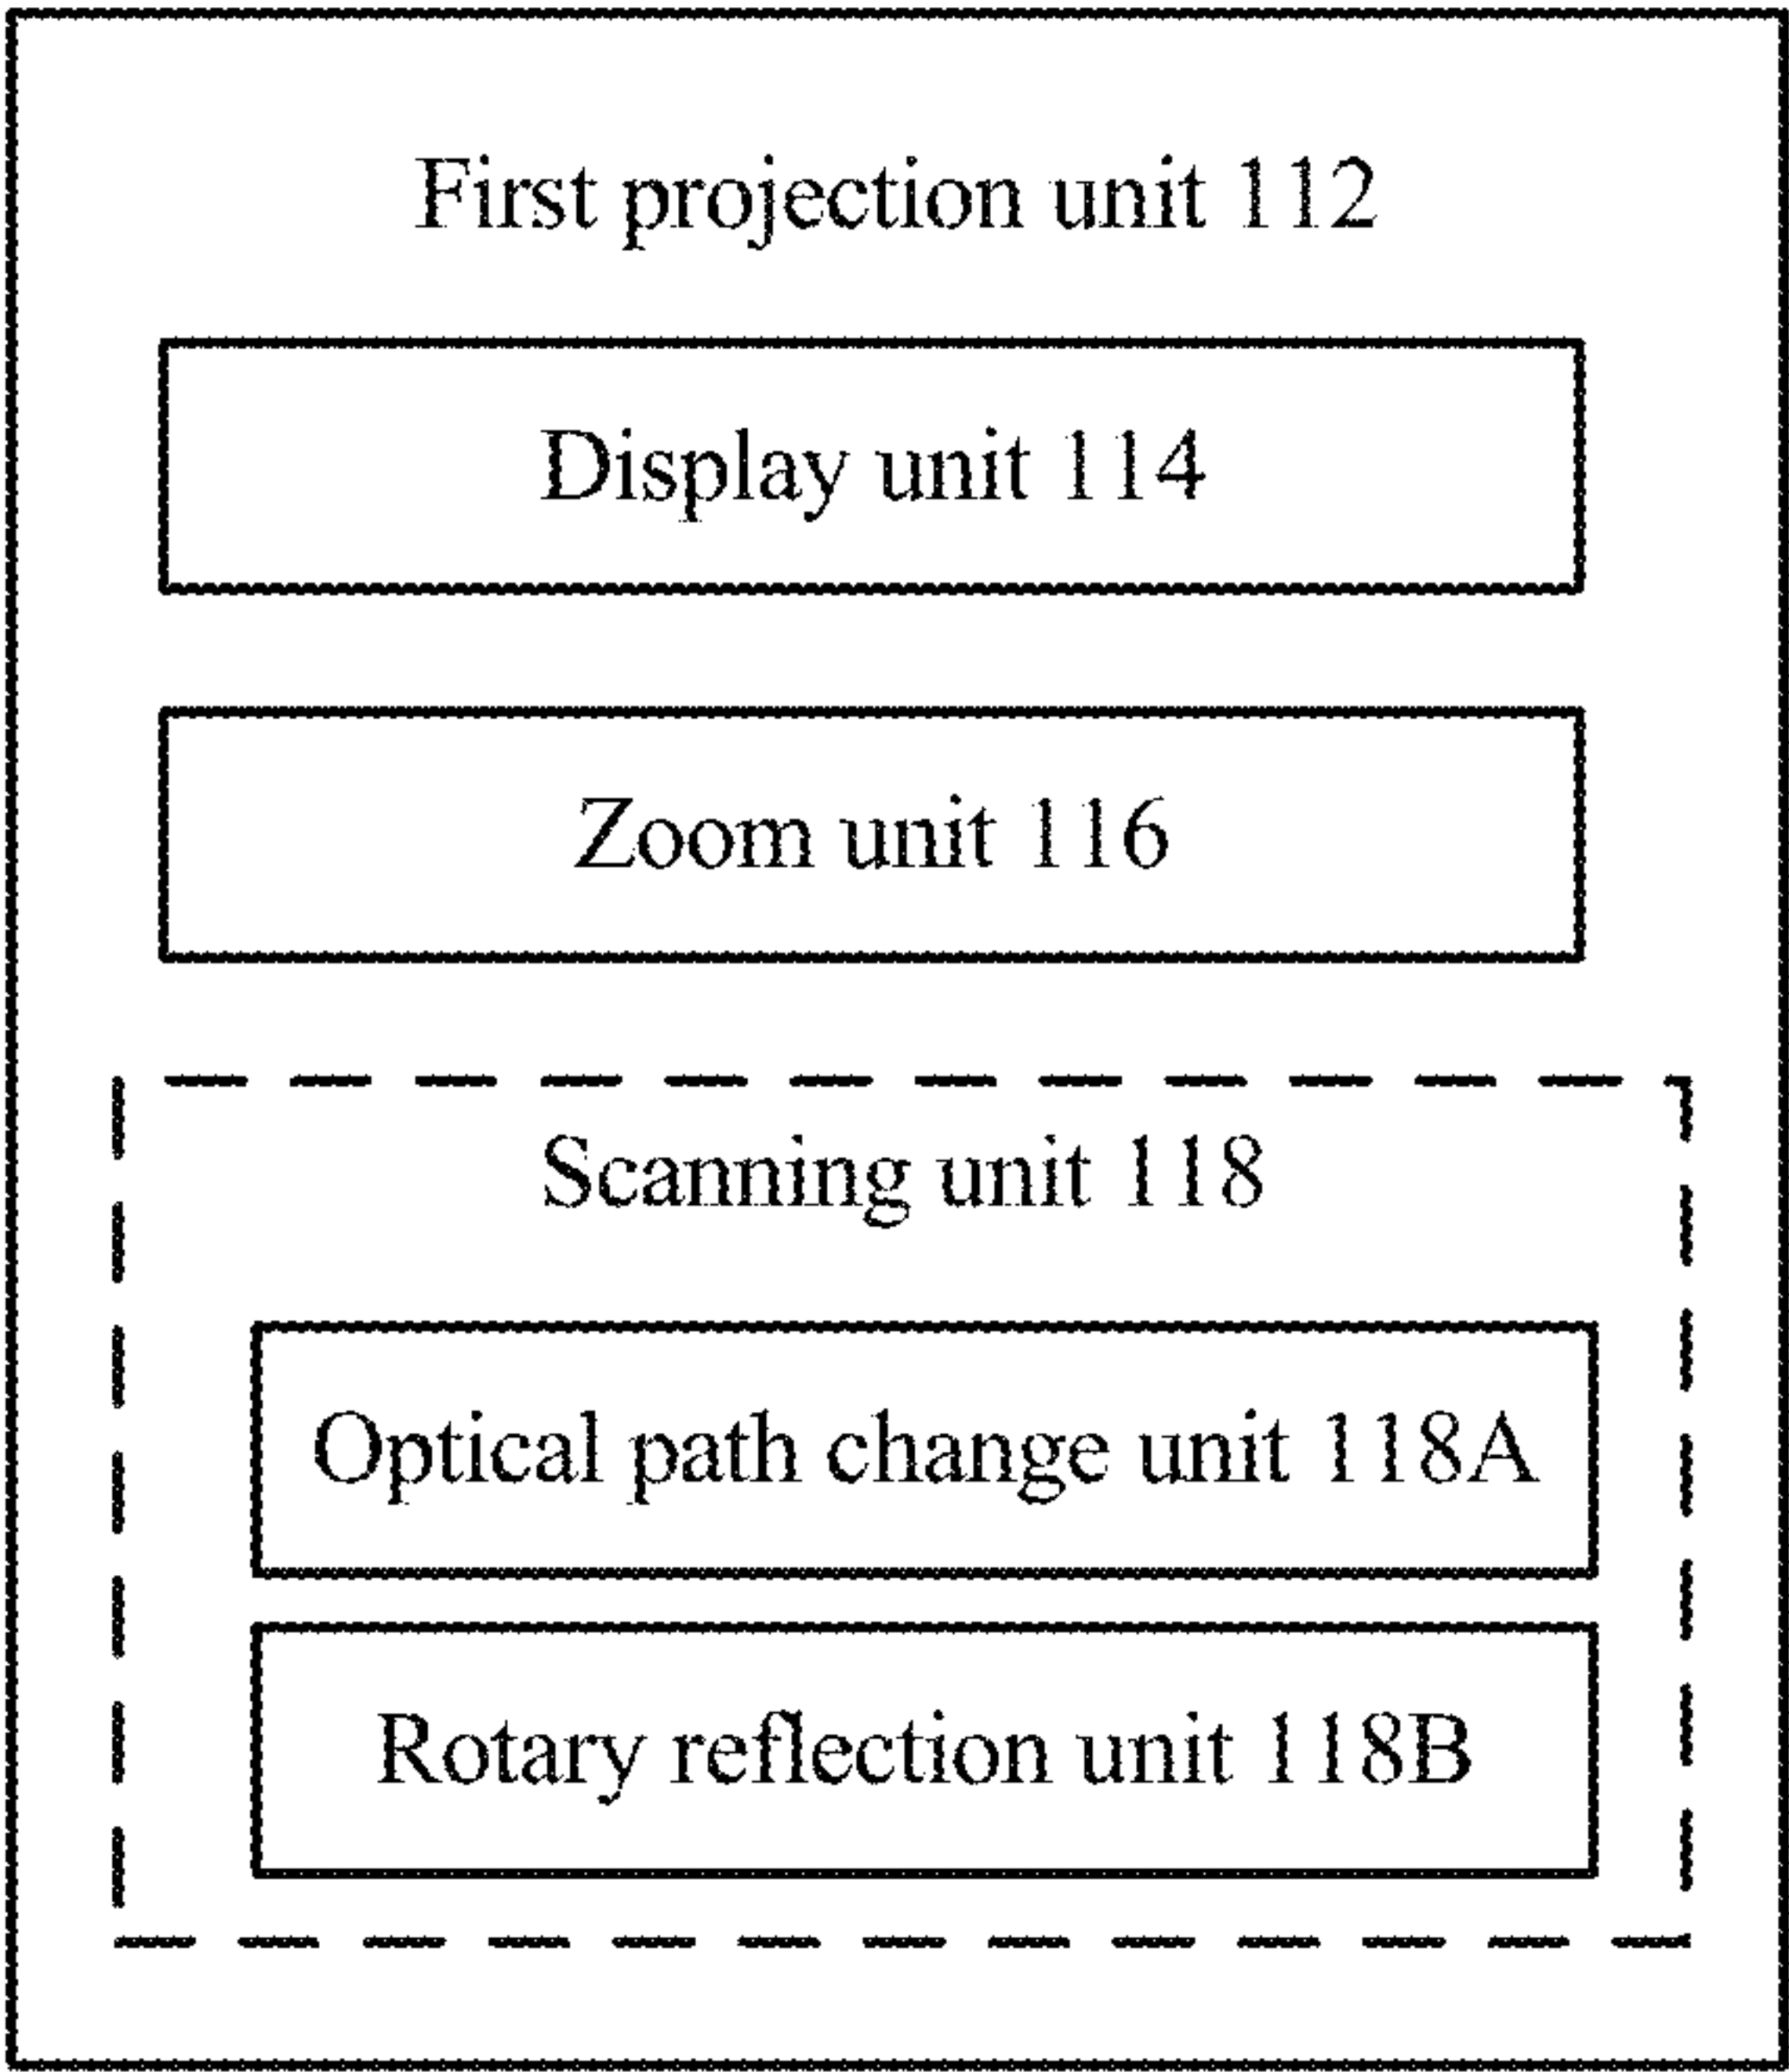 First projection unit 112
Display unit 114
Zoom unit 116
Scanning unit 118
Optical path change unit 118A
Rotary reflection unit 118B